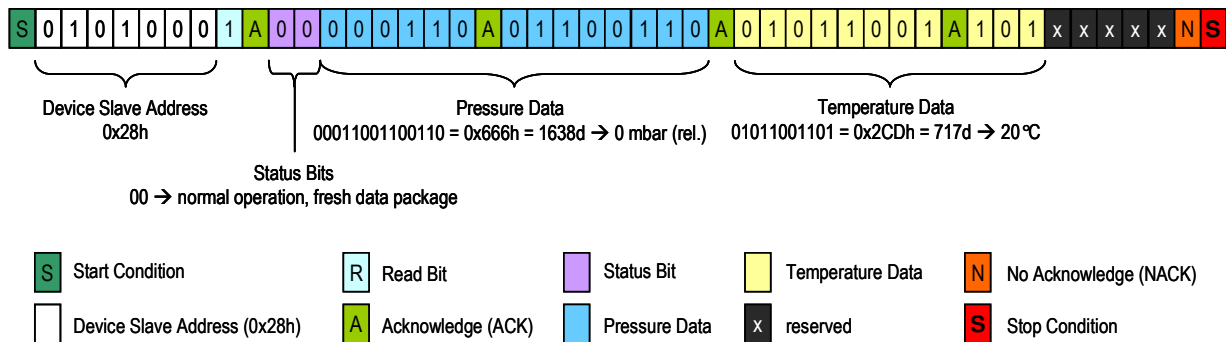 S 0 1 0 1 0 0 0 1 A 0 0 0 0 0 1 1 0 A 0 1 1 0 0 1 1 0 A 0 1 0 1 1 0 0 1 A 1 0 1 x x x x x N S
Device Slave Address
0x28h
Pressure Data
00011001100110 = 0x666h = 1638d → 0 mbar (rel.)
Temperature Data
01011001101 = 0x2CDh = 717d → 20°C
Status Bits
00 → normal operation, fresh data package
S Start Condition
R Read Bit
Status Bit
Temperature Data
N No Acknowledge (NACK)
Device Slave Address (0x28h)
A Acknowledge (ACK)
Pressure Data
x reserved
S Stop Condition